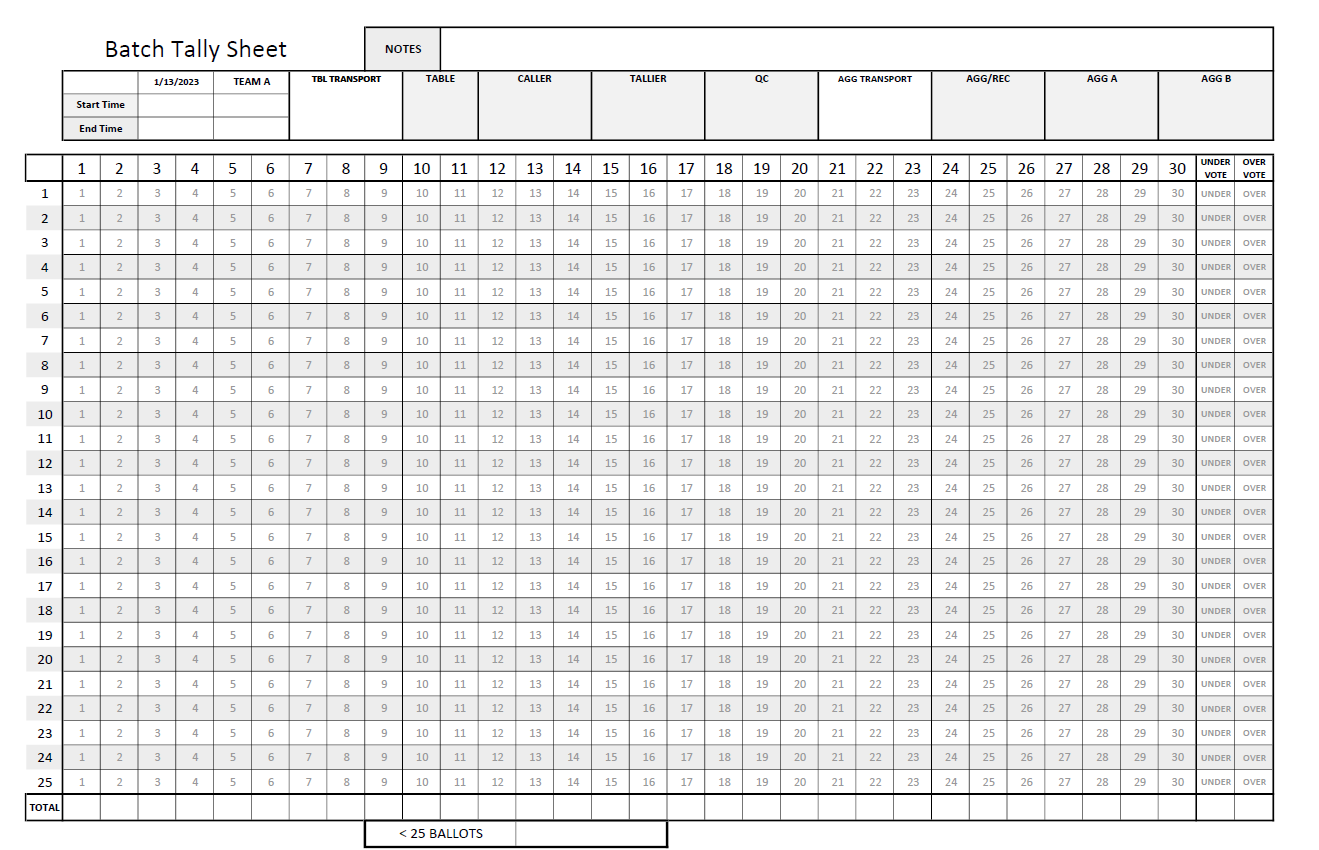 Batch Tally Sheet
NOTES
1/13/2023 TEAM A TBL TRANSPORT TABLE CALLER TALLIER QC AGG TRANSPORT AGG/REC AGG A AGG B
Start Time
End Time
1 2 3 4 5 6 7 8 9 10 11 12 13 14 15 16 17 18 19 20 21 22 23 24 25 26 27 28 29 30 UNDER VOTE OVER VOTE
1 1 2 3 4 5 6 7 8 9 10 11 12 13 14 15 16 17 18 19 20 21 22 23 24 25 26 27 28 29 30 UNDER OVER
2 1 2 3 4 5 6 7 8 9 10 11 12 13 14 15 16 17 18 19 20 21 22 23 24 25 26 27 28 29 30 UNDER OVER
3 1 2 3 4 5 6 7 8 9 10 11 12 13 14 15 16 17 18 19 20 21 22 23 24 25 26 27 28 29 30 UNDER OVER
4 1 2 3 4 5 6 7 8 9 10 11 12 13 14 15 16 17 18 19 20 21 22 23 24 25 26 27 28 29 30 UNDER OVER
5 1 2 3 4 5 6 7 8 9 10 11 12 13 14 15 16 17 18 19 20 21 22 23 24 25 26 27 28 29 30 UNDER OVER
6 1 2 3 4 5 6 7 8 9 10 11 12 13 14 15 16 17 18 19 20 21 22 23 24 25 26 27 28 29 30 UNDER OVER
7 1 2 3 4 5 6 7 8 9 10 11 12 13 14 15 16 17 18 19 20 21 22 23 24 25 26 27 28 29 30 UNDER OVER
8 1 2 3 4 5 6 7 8 9 10 11 12 13 14 15 16 17 18 19 20 21 22 23 24 25 26 27 28 29 30 UNDER OVER
9 1 2 3 4 5 6 7 8 9 10 11 12 13 14 15 16 17 18 19 20 21 22 23 24 25 26 27 28 29 30 UNDER OVER
10 1 2 3 4 5 6 7 8 9 10 11 12 13 14 15 16 17 18 19 20 21 22 23 24 25 26 27 28 29 30 UNDER OVER
11 1 2 3 4 5 6 7 8 9 10 11 12 13 14 15 16 17 18 19 20 21 22 23 24 25 26 27 28 29 30 UNDER OVER
12 1 2 3 4 5 6 7 8 9 10 11 12 13 14 15 16 17 18 19 20 21 22 23 24 25 26 27 28 29 30 UNDER OVER
13 1 2 3 4 5 6 7 8 9 10 11 12 13 14 15 16 17 18 19 20 21 22 23 24 25 26 27 28 29 30 UNDER OVER
14 1 2 3 4 5 6 7 8 9 10 11 12 13 14 15 16 17 18 19 20 21 22 23 24 25 26 27 28 29 30 UNDER OVER
15 1 2 3 4 5 6 7 8 9 10 11 12 13 14 15 16 17 18 19 20 21 22 23 24 25 26 27 28 29 30 UNDER OVER
16 1 2 3 4 5 6 7 8 9 10 11 12 13 14 15 16 17 18 19 20 21 22 23 24 25 26 27 28 29 30 UNDER OVER
17 1 2 3 4 5 6 7 8 9 10 11 12 13 14 15 16 17 18 19 20 21 22 23 24 25 26 27 28 29 30 UNDER OVER
18 1 2 3 4 5 6 7 8 9 10 11 12 13 14 15 16 17 18 19 20 21 22 23 24 25 26 27 28 29 30 UNDER OVER
19 1 2 3 4 5 6 7 8 9 10 11 12 13 14 15 16 17 18 19 20 21 22 23 24 25 26 27 28 29 30 UNDER OVER
20 1 2 3 4 5 6 7 8 9 10 11 12 13 14 15 16 17 18 19 20 21 22 23 24 25 26 27 28 29 30 UNDER OVER
21 1 2 3 4 5 6 7 8 9 10 11 12 13 14 15 16 17 18 19 20 21 22 23 24 25 26 27 28 29 30 UNDER OVER
22 1 2 3 4 5 6 7 8 9 10 11 12 13 14 15 16 17 18 19 20 21 22 23 24 25 26 27 28 29 30 UNDER OVER
23 1 2 3 4 5 6 7 8 9 10 11 12 13 14 15 16 17 18 19 20 21 22 23 24 25 26 27 28 29 30 UNDER OVER
24 1 2 3 4 5 6 7 8 9 10 11 12 13 14 15 16 17 18 19 20 21 22 23 24 25 26 27 28 29 30 UNDER OVER
25 1 2 3 4 5 6 7 8 9 10 11 12 13 14 15 16 17 18 19 20 21 22 23 24 25 26 27 28 29 30 UNDER OVER
TOTAL
< 25 BALLOTS